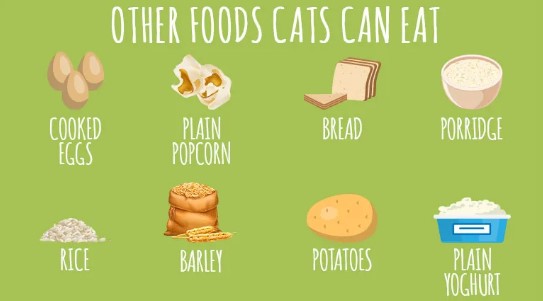 OTHER FOODS CATS CAN EAT
COOKED
EGGS
PLAIN
POPCORN
BREAD
PORRIDGE
RICE
BARLEY
POTATOES
PLAIN
YOGHURT